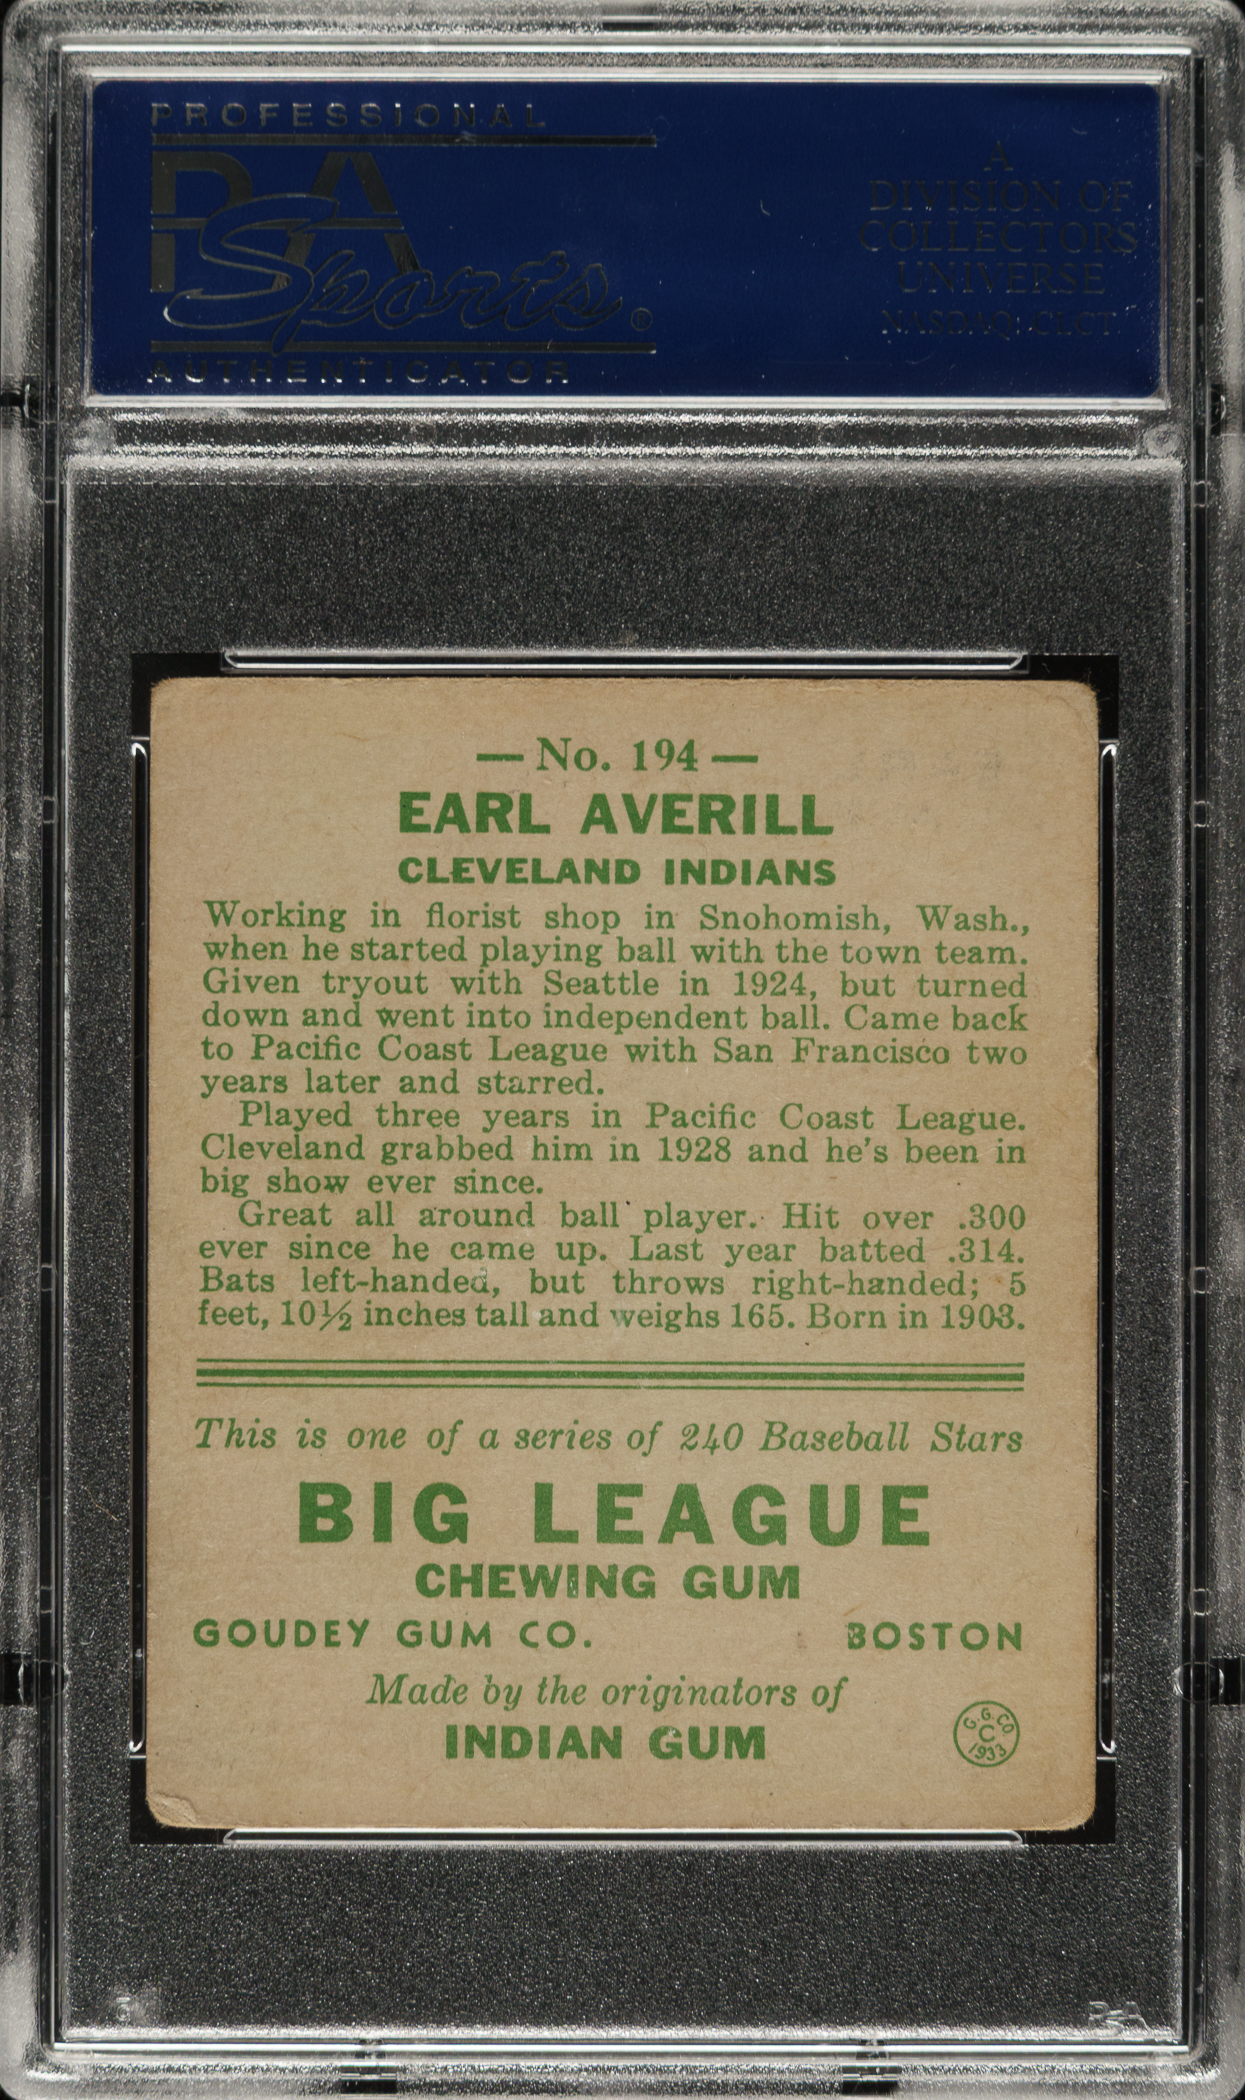 PROFESSIONAL
PSA
Sports®
AUTHENTICATOR
A
DIVISION OF
COLLECTORS
UNIVERSE
NASDAQ: CLCT
— No. 194 —
EARL AVERILL
CLEVELAND INDIANS
Working in florist shop in Snohomish, Wash.,
when he started playing ball with the town team.
Given tryout with Seattle in 1924, but turned
down and went into independent ball. Came back
to Pacific Coast League with San Francisco two
years later and starred.
Played three years in Pacific Coast League.
Cleveland grabbed him in 1928 and he's been in
big show ever since.
Great all around ball player. Hit over .300
ever since he came up. Last year batted .314.
Bats left-handed, but throws right-handed; 5
feet, 10½ inches tall and weighs 165. Born in 1903.
This is one of a series of 240 Baseball Stars
BIG LEAGUE
CHEWING GUM
GOUDEY GUM CO. BOSTON
Made by the originators of
INDIAN GUM
G.G.CO.
C
1933
PSA